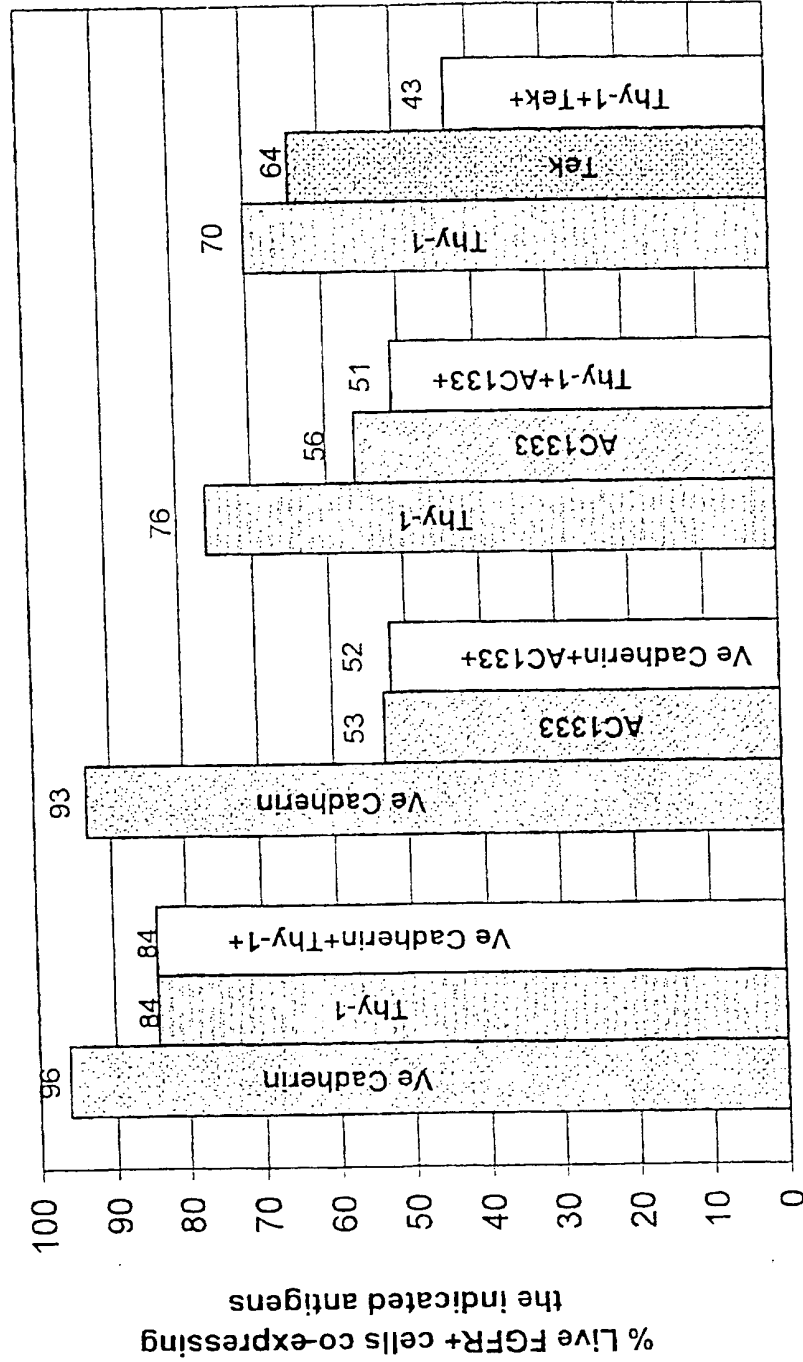 % Live FGFR+ cells co-expressing
the indicated antigens
100
90
80
70
60
50
40
30
20
10
0
96
84
84
93
53
52
76
56
51
70
64
43
Ve Cadherin
Thy-1
Ve Cadherin+Thy-1+
Ve Cadherin
AC1333
Ve Cadherin+AC133+
Thy-1
AC1333
Thy-1+AC133+
Thy-1
Tek
Thy-1+Tek+